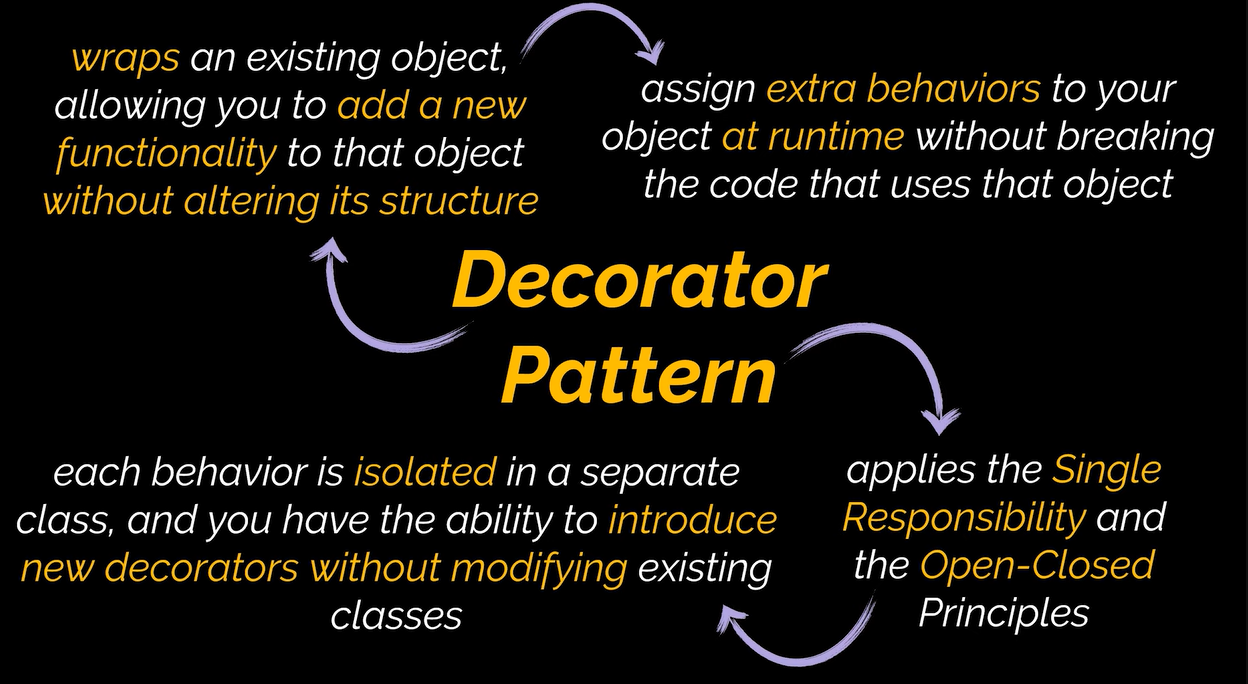 wraps an existing object,
allowing you to add a new
functionality to that object
without altering its structure
assign extra behaviors to your
object at runtime without breaking
the code that uses that object
Decorator
Pattern
each behavior is isolated in a separate
class, and you have the ability to introduce
new decorators without modifying existing
classes
applies the Single
Responsibility and
the Open-Closed
Principles